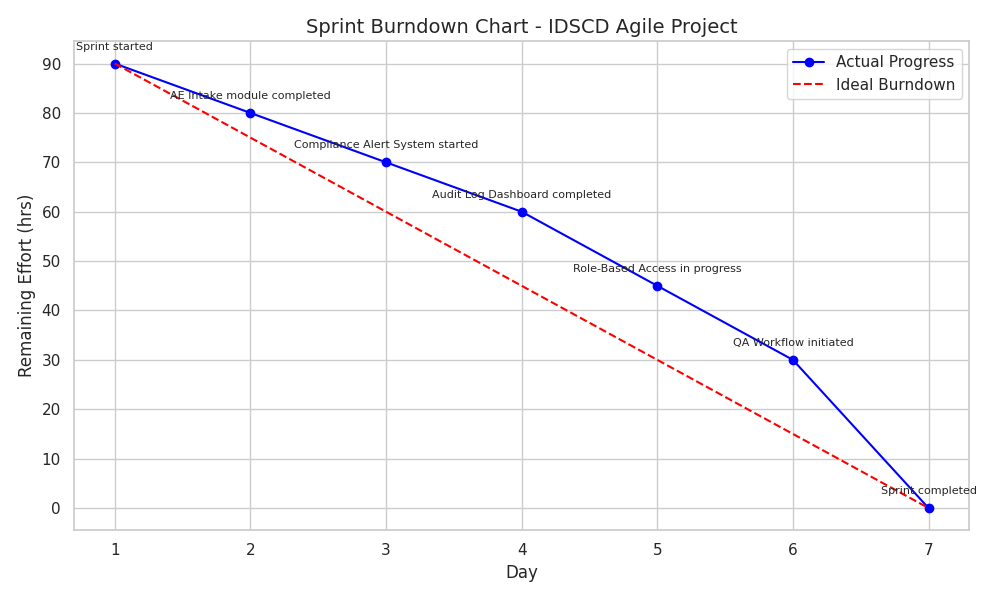 Sprint Burndown Chart - IDSCD Agile Project
Sprint started
Actual Progress
Ideal Burndown
AE Intake module completed
Compliance Alert System started
Audit Log Dashboard completed
Role-Based Access in progress
QA Workflow initiated
Sprint completed
Remaining Effort (hrs)
90
80
70
60
50
40
30
20
10
0
1 2 3 4 5 6 7
Day